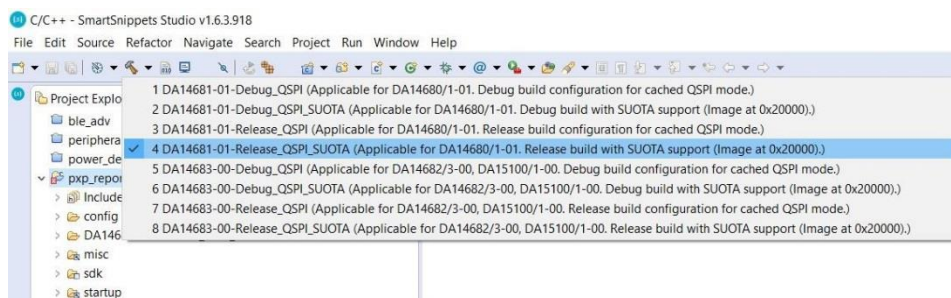 C/C++ - SmartSnippets Studio v1.6.3.918
File Edit Source Refactor Navigate Search Project Run Window Help
Project Explo
1 DA14681-01-Debug_QSPI (Applicable for DA14680/1-01. Debug build configuration for cached QSPI mode.)
ble_adv
2 DA14681-01-Debug_QSPI_SUOTA (Applicable for DA14680/1-01. Debug build with SUOTA support (Image at 0x20000).)
periphera
3 DA14681-01-Release_QSPI (Applicable for DA14680/1-01. Release build configuration for cached QSPI mode.)
power_de
4 DA14681-01-Release_QSPI_SUOTA (Applicable for DA14680/1-01. Release build with SUOTA support (Image at 0x20000).)
pxp_repor
5 DA14683-00-Debug_QSPI (Applicable for DA14682/3-00, DA15100/1-00. Debug build configuration for cached QSPI mode.)
Include
6 DA14683-00-Debug_QSPI_SUOTA (Applicable for DA14682/3-00, DA15100/1-00. Debug build with SUOTA support (Image at 0x20000).)
config
7 DA14683-00-Release_QSPI (Applicable for DA14682/3-00, DA15100/1-00. Release build configuration for cached QSPI mode.)
DA146
8 DA14683-00-Release_QSPI_SUOTA (Applicable for DA14682/3-00, DA15100/1-00. Release build with SUOTA support (Image at 0x20000).)
misc
sdk
startup